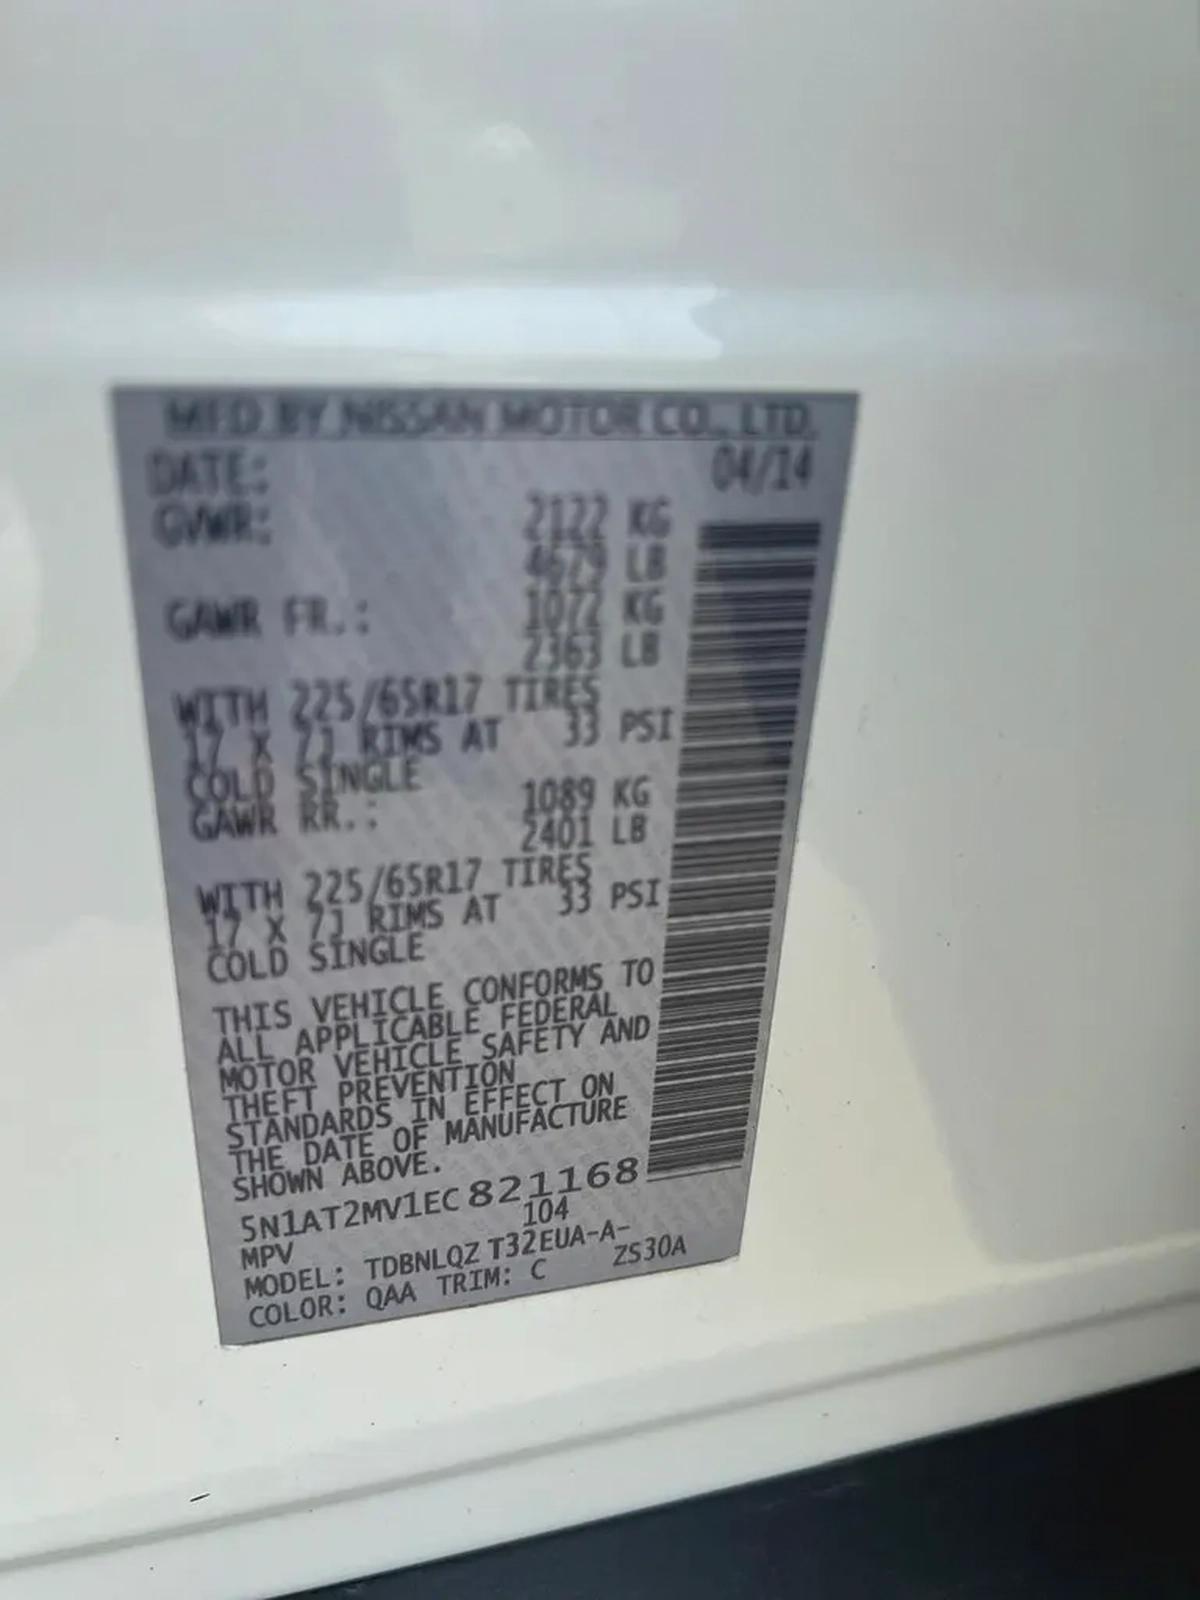 MFD BY NISSAN MOTOR CO., LTD.
DATE: 04/14
GVWR: 2122 KG
4679 LB
GAWR FR.: 1072 KG
2363 LB
WITH 225/65R17 TIRES
17 X 7J RIMS AT 33 PSI
COLD SINGLE
GAWR RR.: 1089 KG
2401 LB
WITH 225/65R17 TIRES
17 X 7J RIMS AT 33 PSI
COLD SINGLE
THIS VEHICLE CONFORMS TO
ALL APPLICABLE FEDERAL
MOTOR VEHICLE SAFETY AND
THEFT PREVENTION
STANDARDS IN EFFECT ON
THE DATE OF MANUFACTURE
SHOWN ABOVE.
5N1AT2MV1EC821168
MPV 104
MODEL: TDBNLQZ T32EUA-A-
COLOR: QAA TRIM: C ZS30A